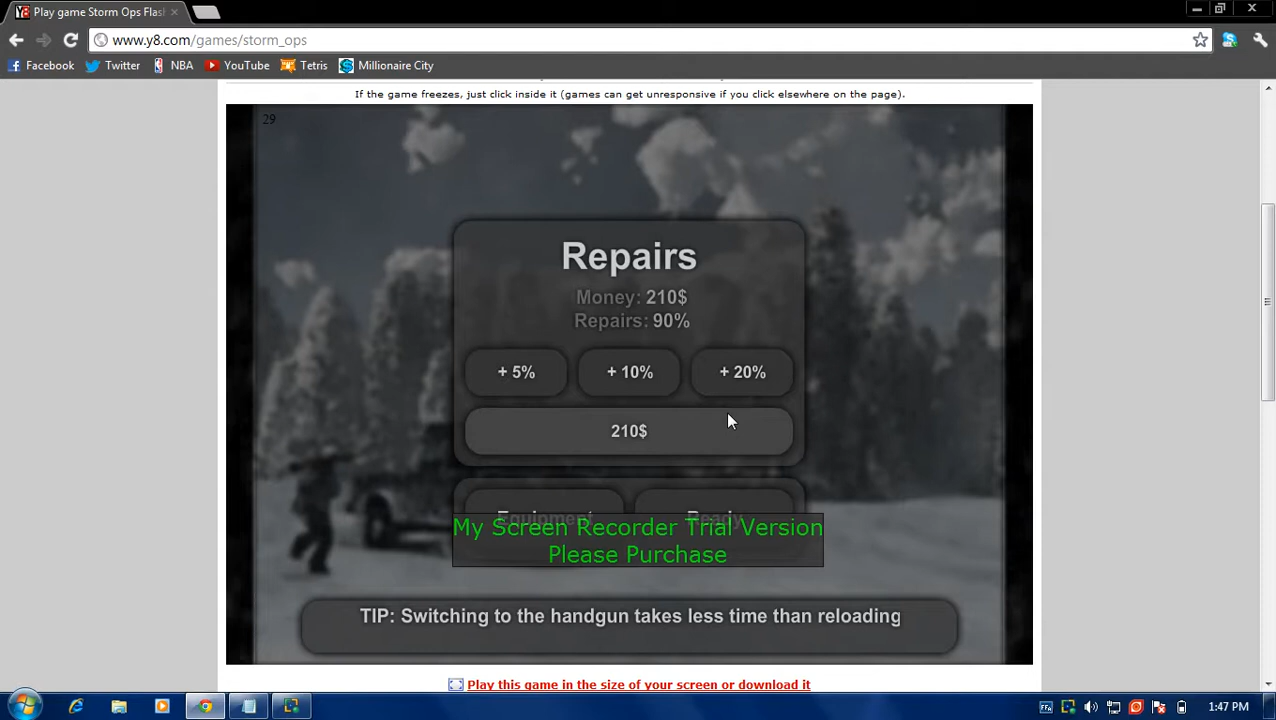 Play game Storm Ops Flash
www.y8.com/games/storm_ops
Facebook Twitter NBA YouTube Tetris Millionaire City
If the game freezes, just click inside it (games can get unresponsive if you click elsewhere on the page).
29
Repairs
Money: 210$
Repairs: 90%
+ 5% + 10% + 20%
210$
Equipment Ready
My Screen Recorder Trial Version
Please Purchase
TIP: Switching to the handgun takes less time than reloading
Play this game in the size of your screen or download it
1:47 PM